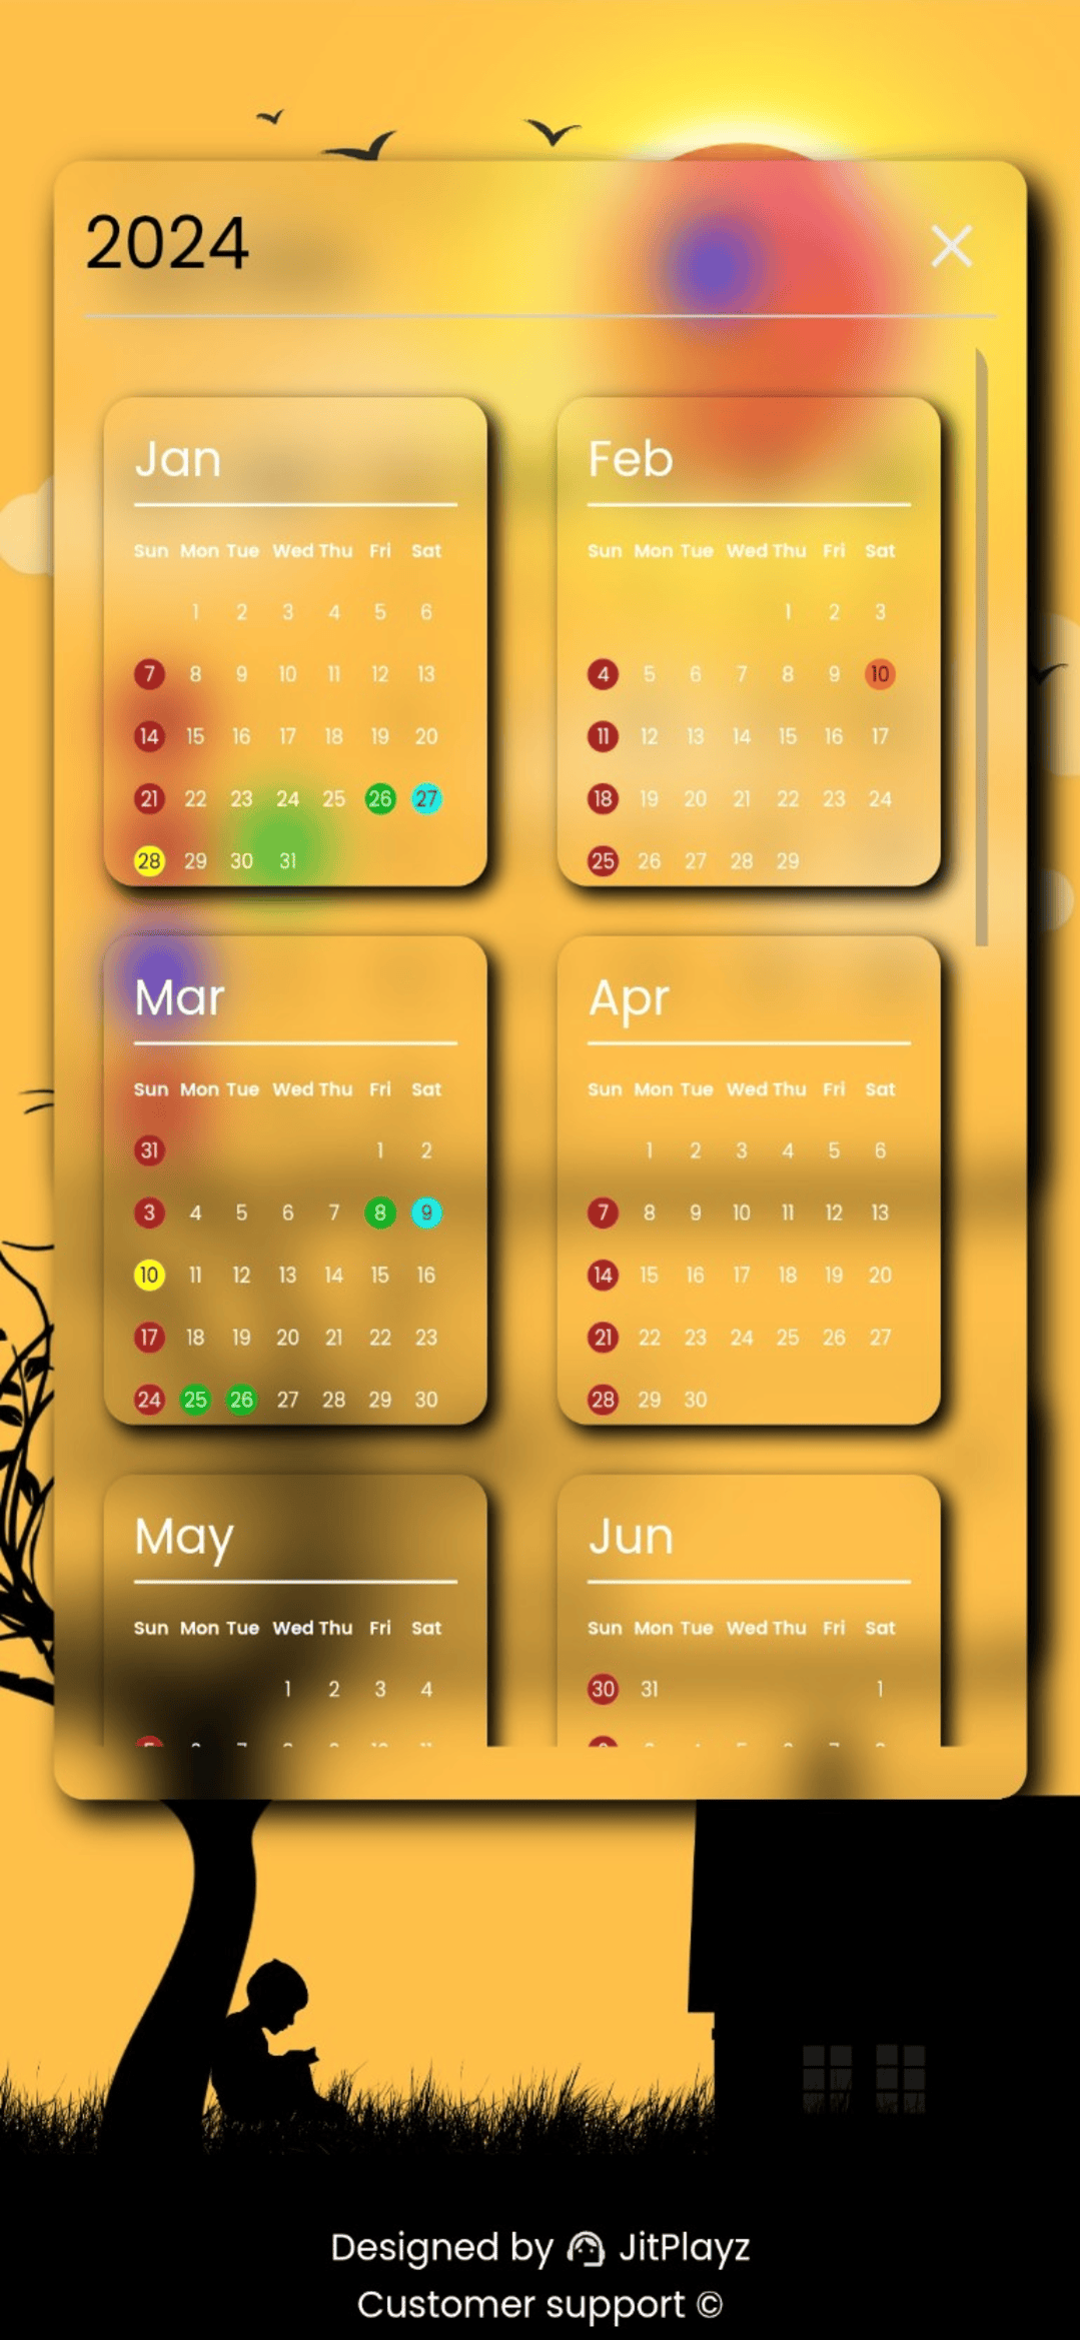 2024
Jan
Sun Mon Tue Wed Thu Fri Sat
1 2 3 4 5 6
7 8 9 10 11 12 13
14 15 16 17 18 19 20
21 22 23 24 25 26 27
28 29 30 31
Feb
Sun Mon Tue Wed Thu Fri Sat
1 2 3
4 5 6 7 8 9 10
11 12 13 14 15 16 17
18 19 20 21 22 23 24
25 26 27 28 29
Mar
Sun Mon Tue Wed Thu Fri Sat
31 1 2
3 4 5 6 7 8 9
10 11 12 13 14 15 16
17 18 19 20 21 22 23
24 25 26 27 28 29 30
Apr
Sun Mon Tue Wed Thu Fri Sat
1 2 3 4 5 6
7 8 9 10 11 12 13
14 15 16 17 18 19 20
21 22 23 24 25 26 27
28 29 30
May
Sun Mon Tue Wed Thu Fri Sat
1 2 3 4
Jun
Sun Mon Tue Wed Thu Fri Sat
30 31 1
Designed by JitPlayz
Customer support ©